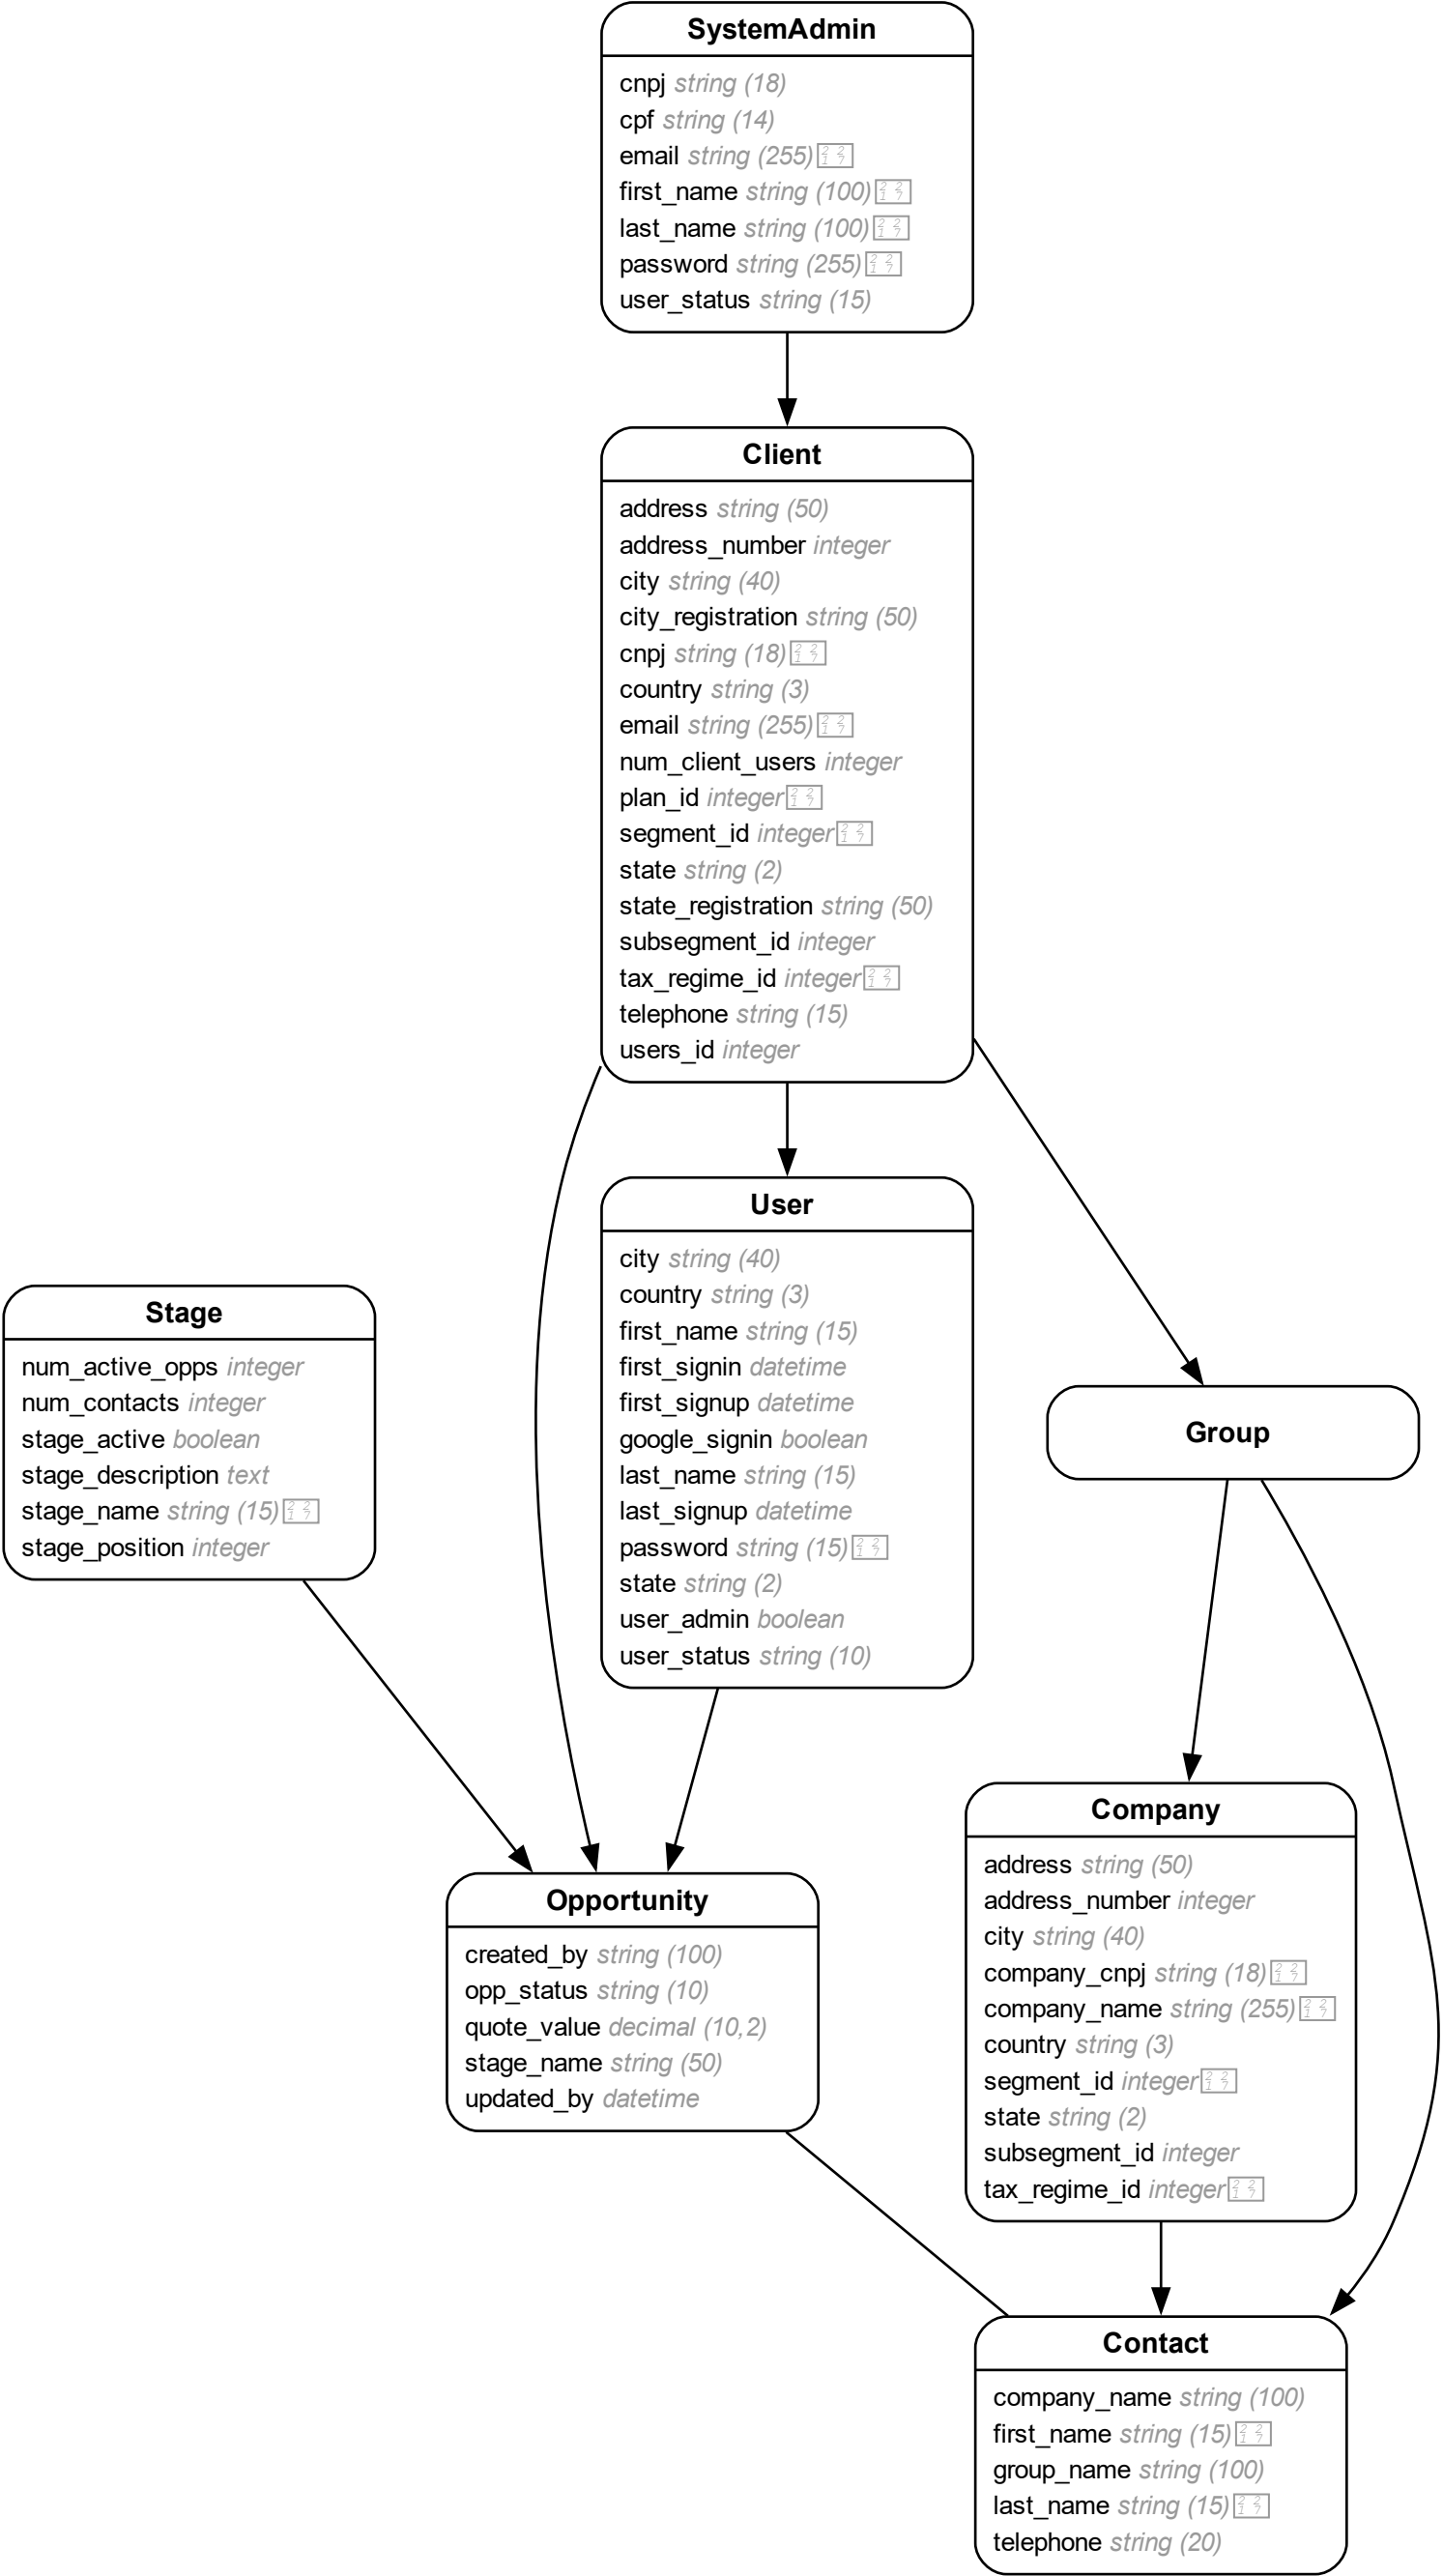 SystemAdmin
cnpj string (18)
cpf string (14)
email string (255)
first_name string (100)
last_name string (100)
password string (255)
user_status string (15)
Client
address string (50)
address_number integer
city string (40)
city_registration string (50)
cnpj string (18)
country string (3)
email string (255)
num_client_users integer
plan_id integer
segment_id integer
state string (2)
state_registration string (50)
subsegment_id integer
tax_regime_id integer
telephone string (15)
users_id integer
User
city string (40)
country string (3)
first_name string (15)
first_signin datetime
first_signup datetime
google_signin boolean
last_name string (15)
last_signup datetime
password string (15)
state string (2)
user_admin boolean
user_status string (10)
Stage
num_active_opps integer
num_contacts integer
stage_active boolean
stage_description text
stage_name string (15)
stage_position integer
Group
Company
address string (50)
address_number integer
city string (40)
company_cnpj string (18)
company_name string (255)
country string (3)
segment_id integer
state string (2)
subsegment_id integer
tax_regime_id integer
Opportunity
created_by string (100)
opp_status string (10)
quote_value decimal (10,2)
stage_name string (50)
updated_by datetime
Contact
company_name string (100)
first_name string (15)
group_name string (100)
last_name string (15)
telephone string (20)